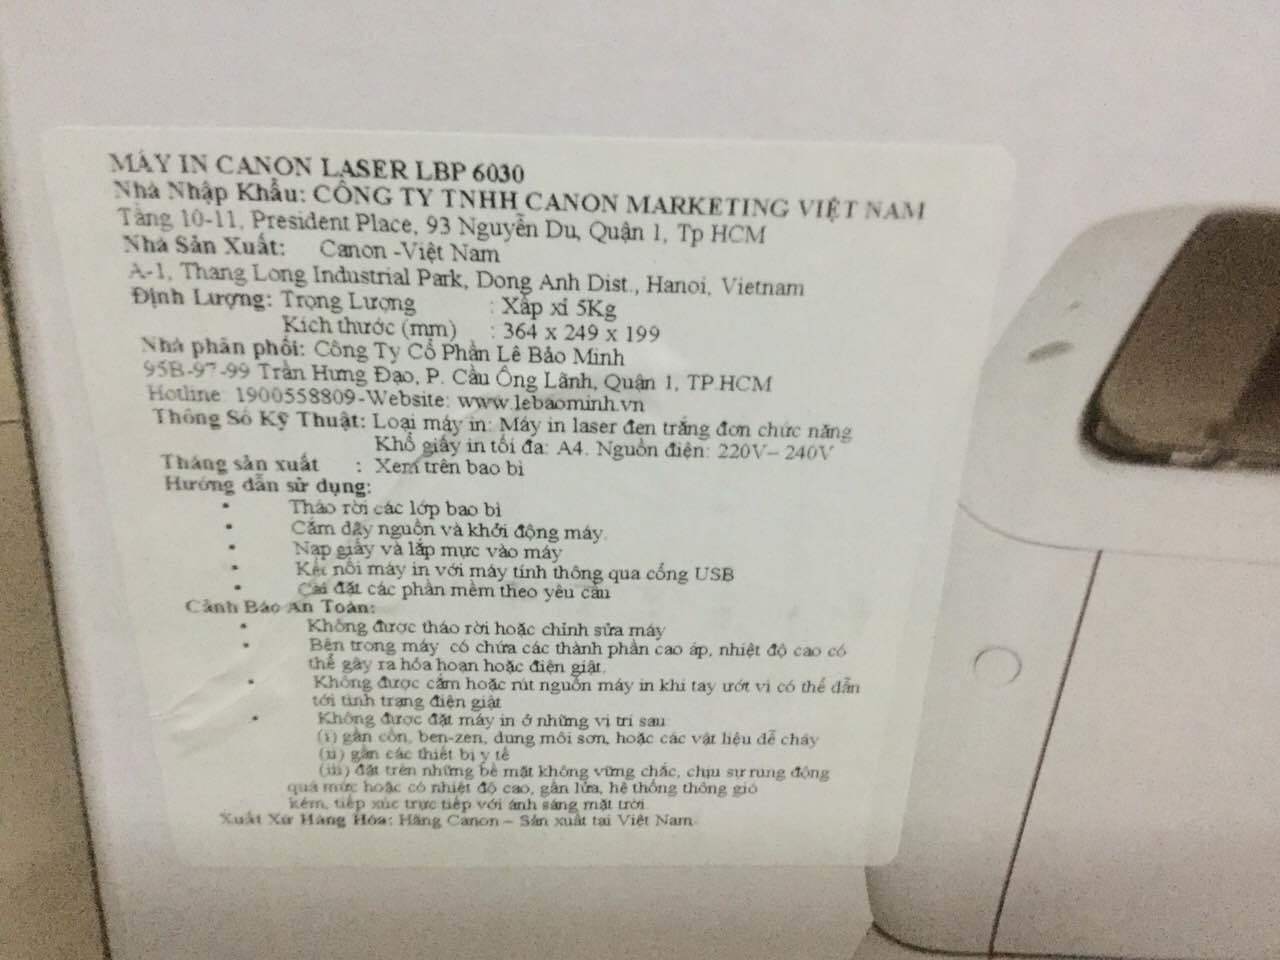 MÁY IN CANON LASER LBP 6030
Nhà Nhập Khẩu: CÔNG TY TNHH CANON MARKETING VIỆT NAM
Tầng 10-11, President Place, 93 Nguyễn Du, Quận 1, Tp HCM
Nhà Sản Xuất: Canon -Việt Nam
A-1, Thang Long Industrial Park, Dong Anh Dist., Hanoi, Vietnam
Định Lượng: Trọng Lượng : Xấp xỉ 5Kg
Kích thước (mm) : 364 x 249 x 199
Nhà phân phối: Công Ty Cổ Phần Lê Bảo Minh
95B-97-99 Trần Hưng Đạo, P. Cầu Ông Lãnh, Quận 1, TP.HCM
Hotline: 1900558809-Website: www.lebaominh.vn
Thông Số Kỹ Thuật: Loại máy in: Máy in laser đen trắng đơn chức năng
Khổ giấy in tối đa: A4. Nguồn điện: 220V– 240V
Tháng sản xuất : Xem trên bao bì
Hướng dẫn sử dụng:
• Tháo rời các lớp bao bì
• Cắm dây nguồn và khởi động máy.
• Nạp giấy và lắp mực vào máy
• Kết nối máy in với máy tính thông qua cổng USB
• Cài đặt các phần mềm theo yêu cầu
Cảnh Báo An Toàn:
• Không được tháo rời hoặc chỉnh sửa máy
• Bên trong máy có chứa các thành phần cao áp, nhiệt độ cao có
thể gây ra hỏa hoạn hoặc điện giật.
• Không được cắm hoặc rút nguồn máy in khi tay ướt vì có thể dẫn
tới tình trạng điện giật
• Không được đặt máy in ở những vị trí sau:
(i) gần cồn, ben-zen, dung môi sơn, hoặc các vật liệu dễ cháy
(ii) gần các thiết bị y tế
(iii) đặt trên những bề mặt không vững chắc, chịu sự rung động
quá mức hoặc có nhiệt độ cao, gần lửa, hệ thống thông gió
kém, tiếp xúc trực tiếp với ánh sáng mặt trời.
Xuất Xứ Hàng Hóa: Hãng Canon – Sản xuất tại Việt Nam.